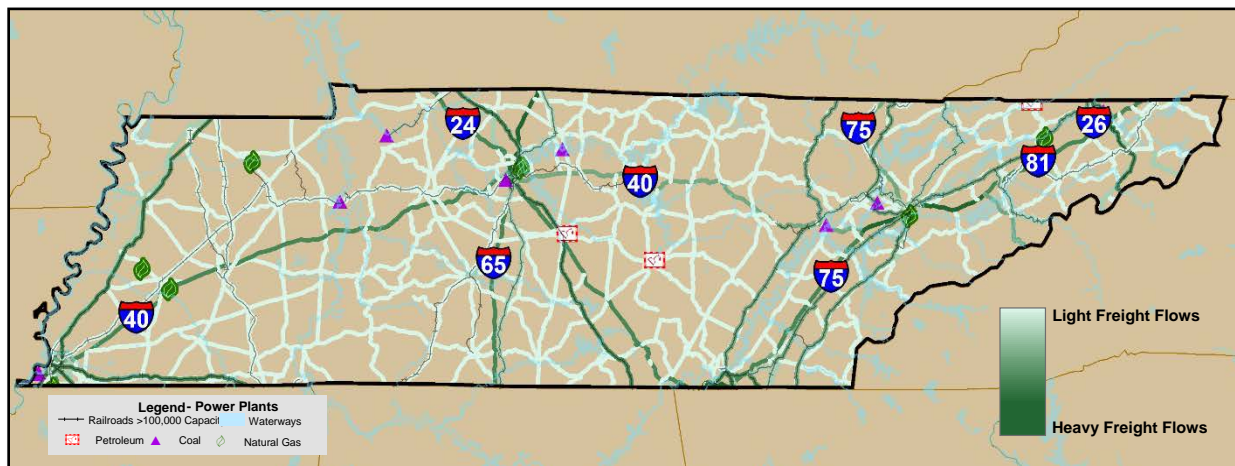 24
75
26
81
40
65
75
40
Light Freight Flows
Heavy Freight Flows
Legend- Power Plants
Railroads >100,000 Capacit Waterways
Petroleum Coal Natural Gas